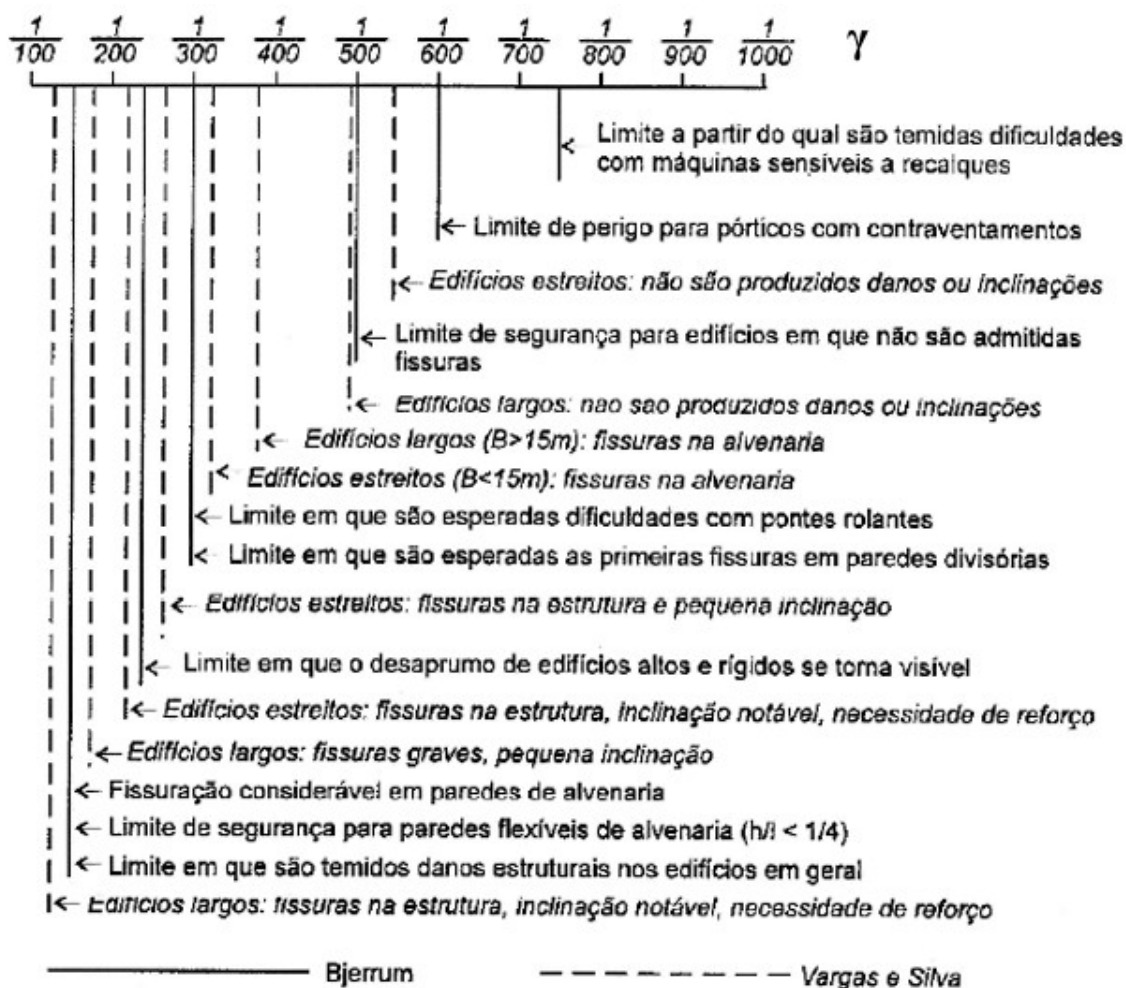 1/100 1/200 1/300 1/400 1/500 1/600 1/700 1/800 1/900 1/1000 γ
Limite a partir do qual são temidas dificuldades
com máquinas sensíveis a recalques
Limite de perigo para pórticos com contraventamentos
Edifícios estreitos: não são produzidos danos ou inclinações
Limite de segurança para edifícios em que não são admitidas
fissuras
Edifícios largos: não são produzidos danos ou inclinações
Edifícios largos (B>15m): fissuras na alvenaria
Edifícios estreitos (B<15m): fissuras na alvenaria
Limite em que são esperadas dificuldades com pontes rolantes
Limite em que são esperadas as primeiras fissuras em paredes divisórias
Edifícios estreitos: fissuras na estrutura e pequena inclinação
Limite em que o desaprumo de edifícios altos e rígidos se torna visível
Edifícios estreitos: fissuras na estrutura, inclinação notável, necessidade de reforço
Edifícios largos: fissuras graves, pequena inclinação
Fissuração considerável em paredes de alvenaria
Limite de segurança para paredes flexíveis de alvenaria (h/l < 1/4)
Limite em que são temidos danos estruturais nos edifícios em geral
Edifícios largos: fissuras na estrutura, inclinação notável, necessidade de reforço
Bjerrum Vargas e Silva